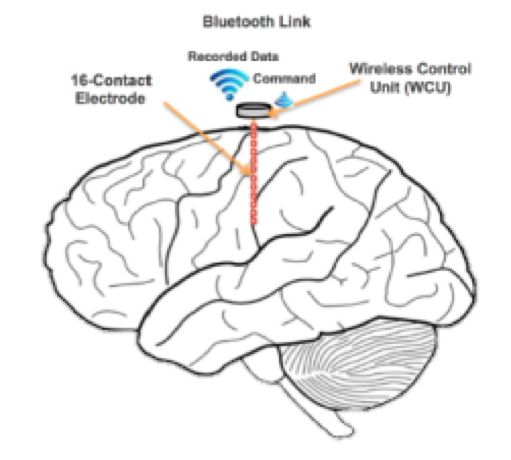 Bluetooth Link
Recorded Data
Command
16-Contact
Electrode
Wireless Control
Unit (WCU)